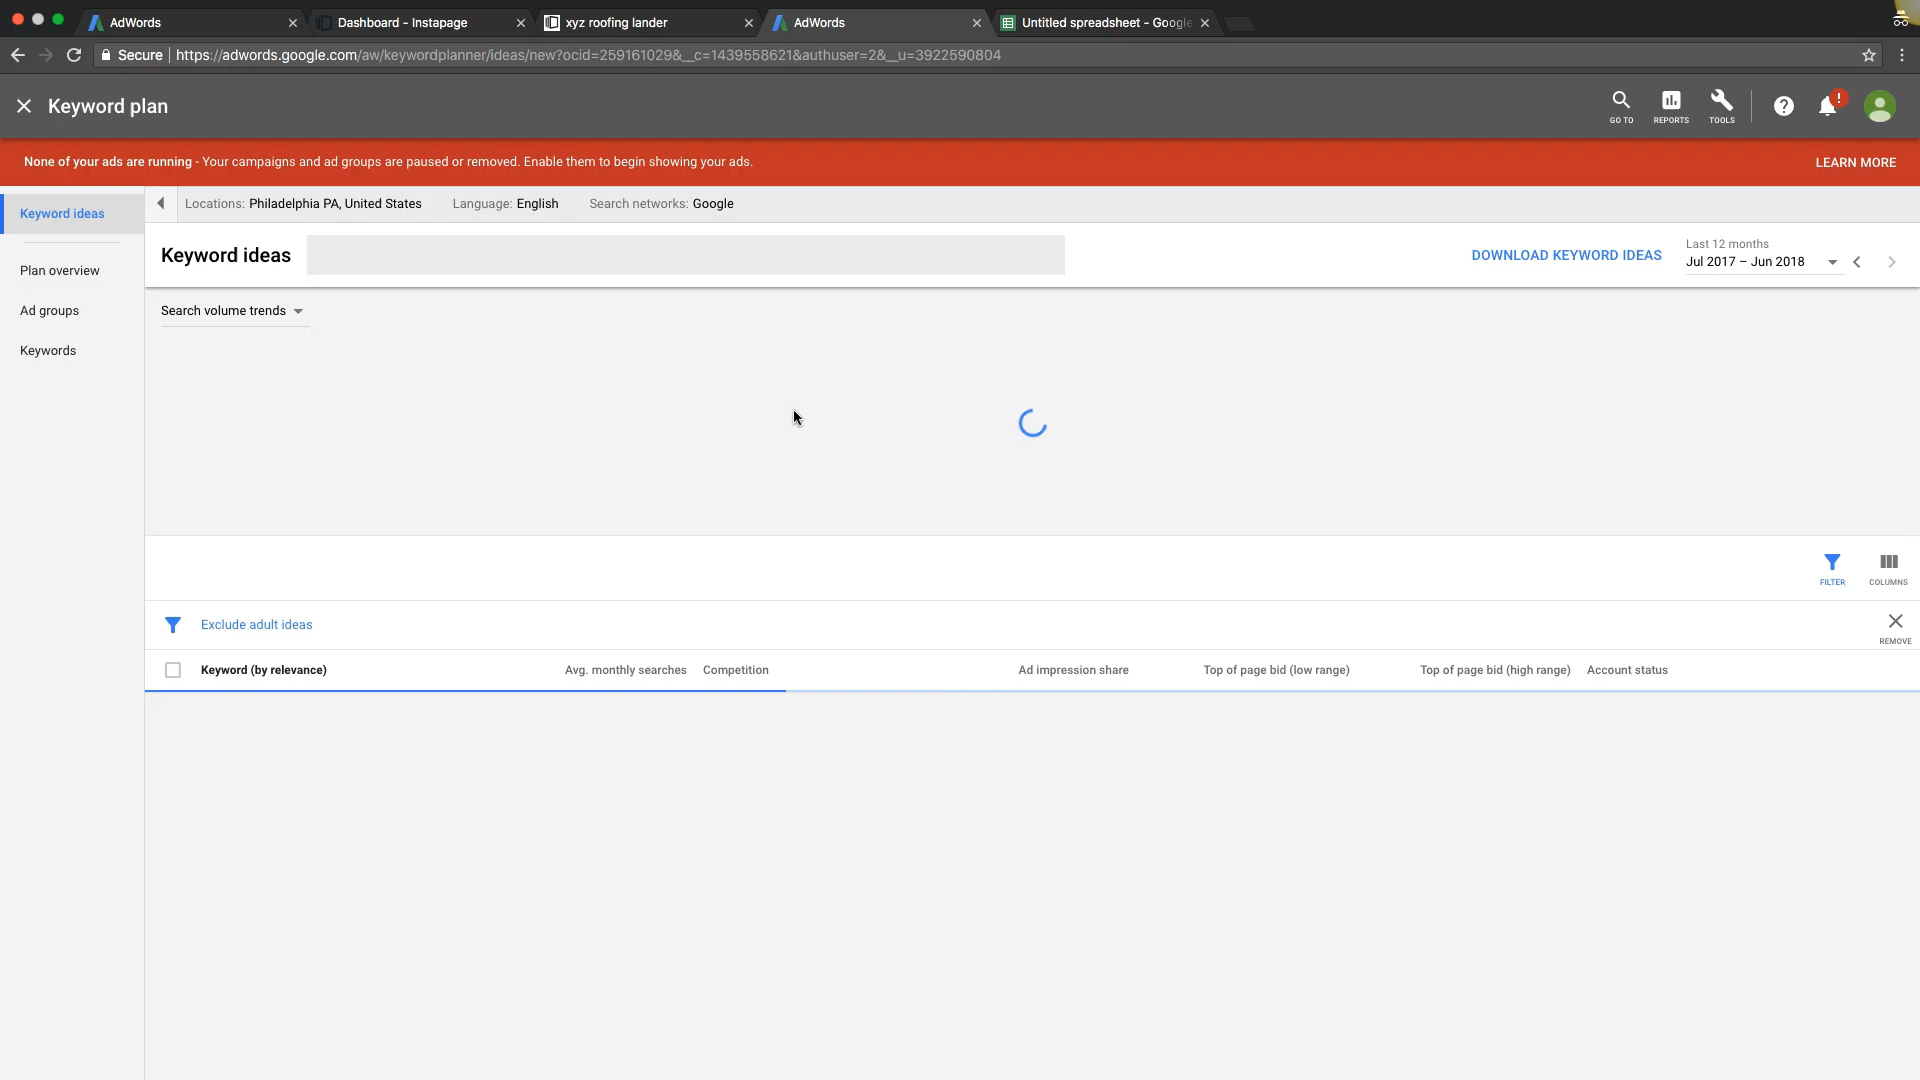 AdWords
Dashboard - Instapage
xyz roofing lander
AdWords
Untitled spreadsheet - Google
Secure
https://adwords.google.com/aw/keywordplanner/ideas/new?ocid=259161029&__c=1439558621&authuser=2&__u=3922590804
Keyword plan
GO TO
REPORTS
TOOLS
?
!
None of your ads are running - Your campaigns and ad groups are paused or removed. Enable them to begin showing your ads.
LEARN MORE
Keyword ideas
Plan overview
Ad groups
Keywords
Locations: Philadelphia PA, United States
Language: English
Search networks: Google
Keyword ideas
DOWNLOAD KEYWORD IDEAS
Last 12 months
Jul 2017 – Jun 2018
Search volume trends
FILTER
COLUMNS
Exclude adult ideas
REMOVE
Keyword (by relevance)
Avg. monthly searches
Competition
Ad impression share
Top of page bid (low range)
Top of page bid (high range)
Account status